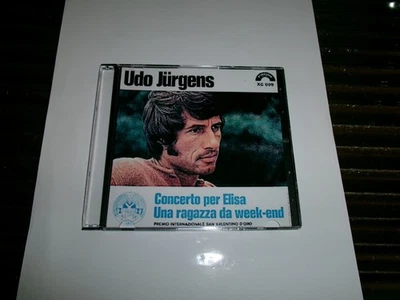 Udo Jürgens
XG 009
Concerto per Elisa
Una ragazza da week-end
PREMIO INTERNAZIONALE SAN VALENTINO D'ORO